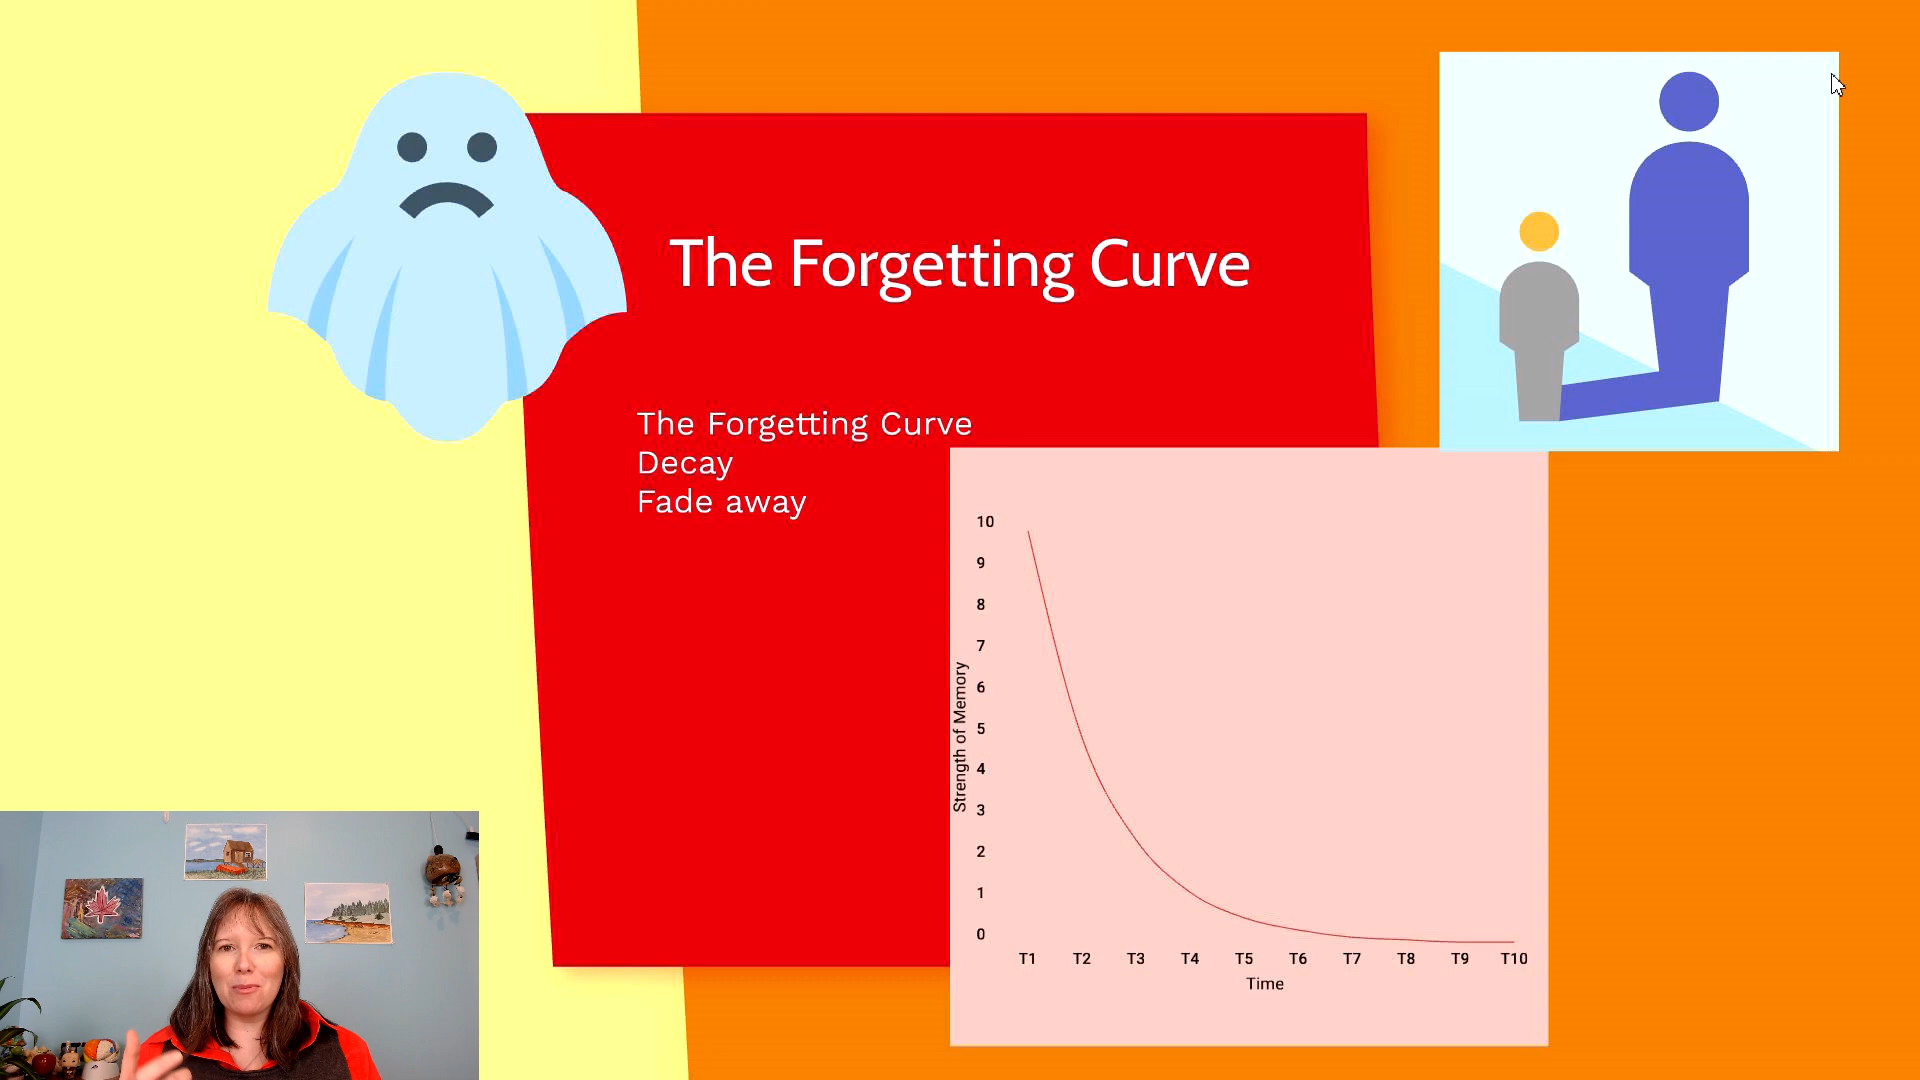 The Forgetting Curve
The Forgetting Curve
Decay
Fade away
10
9
8
7
6
5
4
3
2
1
0
Strength of Memory
T1 T2 T3 T4 T5 T6 T7 T8 T9 T10
Time